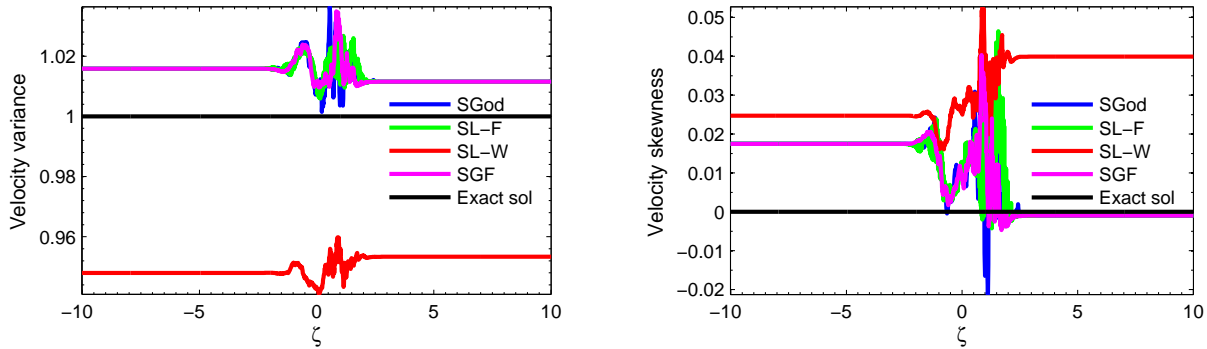 Velocity variance
1.02
1
0.98
0.96
−10
−5
0
5
10
ζ
SGod
SL−F
SL−W
SGF
Exact sol
Velocity skewness
0.05
0.04
0.03
0.02
0.01
0
−0.01
−0.02
−10
−5
0
5
10
ζ
SGod
SL−F
SL−W
SGF
Exact sol